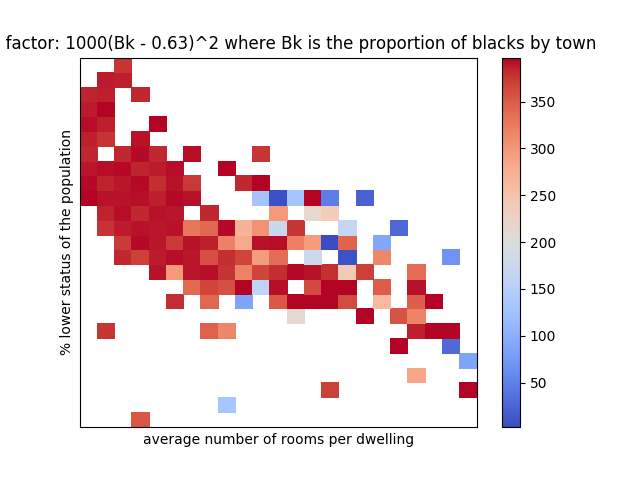 factor: 1000(Bk - 0.63)^2 where Bk is the proportion of blacks by town
% lower status of the population
average number of rooms per dwelling
350
300
250
200
150
100
50